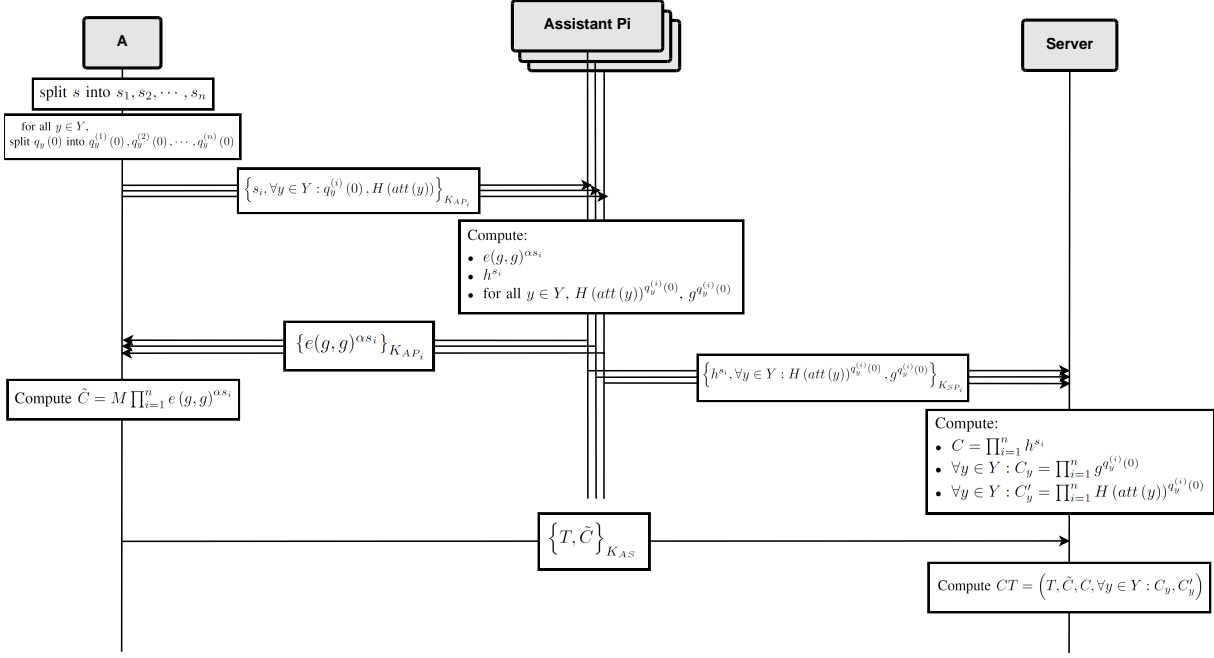 A
Assistant Pi
Server
split s into s₁, s₂, ⋯ , sₙ
for all y ∈ Y,
split q_y (0) into q_y^{(1)} (0) , q_y^{(2)} (0) , ⋯ , q_y^{(n)} (0)
{s_i, ∀y ∈ Y : q_y^{(i)} (0) , H (att (y))}_{K_{AP_i}}
Compute:
• e(g, g)^{αs_i}
• h^{s_i}
• for all y ∈ Y, H (att (y))^{q_y^{(i)}(0)}, g^{q_y^{(i)}(0)}
{e(g, g)^{αs_i}}_{K_{AP_i}}
{h^{s_i}, ∀y ∈ Y : H (att (y))^{q_y^{(i)}(0)} , g^{q_y^{(i)}(0)}}_{K_{SP_i}}
Compute C̃ = M ∏_{i=1}^{n} e (g, g)^{αs_i}
Compute:
• C = ∏_{i=1}^{n} h^{s_i}
• ∀y ∈ Y : C_y = ∏_{i=1}^{n} g^{q_y^{(i)}(0)}
• ∀y ∈ Y : C′_y = ∏_{i=1}^{n} H (att (y))^{q_y^{(i)}(0)}
{T, C̃}_{K_{AS}}
Compute CT = (T, C̃, C, ∀y ∈ Y : C_y, C′_y)